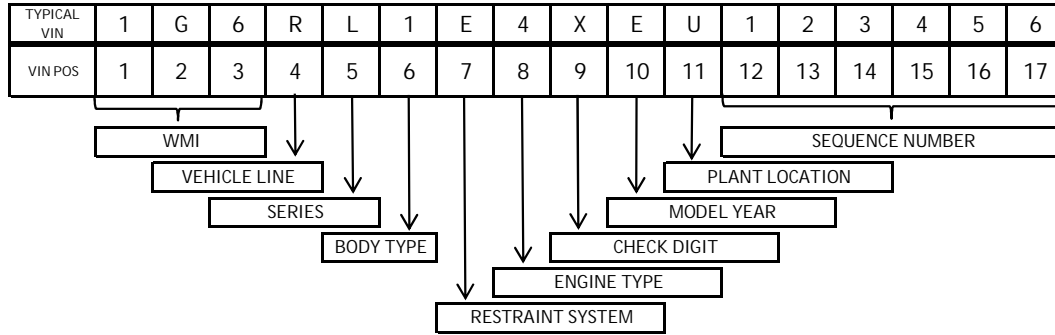 TYPICAL VIN 1 G 6 R L 1 E 4 X E U 1 2 3 4 5 6
VIN POS 1 2 3 4 5 6 7 8 9 10 11 12 13 14 15 16 17
WMI SEQUENCE NUMBER
VEHICLE LINE PLANT LOCATION
SERIES MODEL YEAR
BODY TYPE CHECK DIGIT
ENGINE TYPE
RESTRAINT SYSTEM